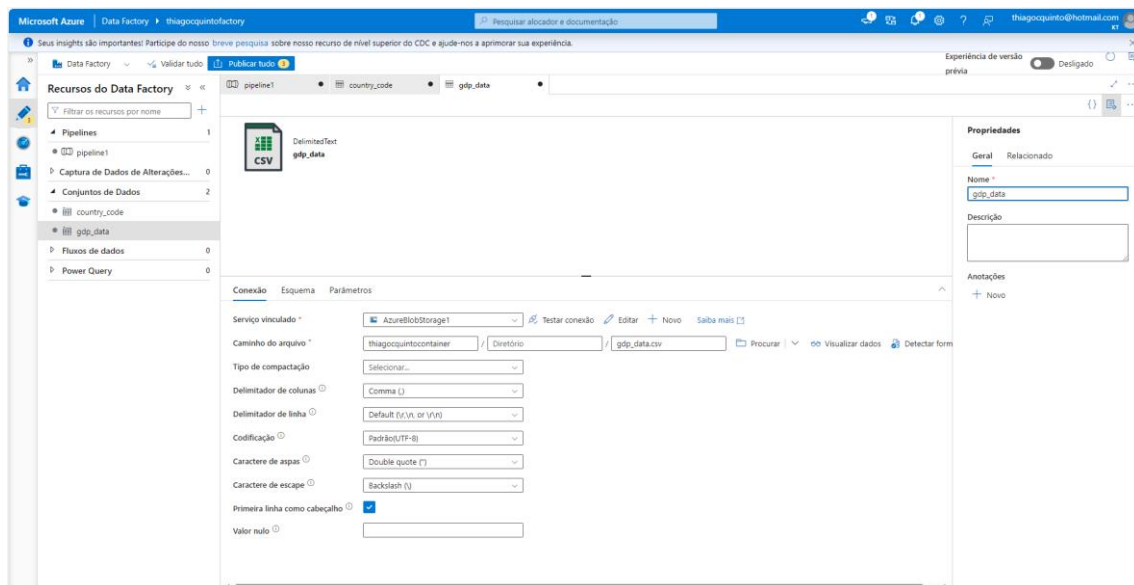 Microsoft Azure | Data Factory ▸ thiagocquintofactory
Pesquisar alocador e documentação
thiagocquinto@hotmail.com
KT
Seus insights são importantes! Participe do nosso breve pesquisa sobre nosso recurso de nível superior do CDC e ajude-nos a aprimorar sua experiência.
Data Factory Validar tudo Publicar tudo 3
Experiência de versão prévia Desligado
Recursos do Data Factory
Filtrar os recursos por nome
Pipelines 1
pipeline1
Captura de Dados de Alterações... 0
Conjuntos de Dados 2
country_code
gdp_data
Fluxos de dados 0
Power Query 0
pipeline1 country_code gdp_data
CSV
DelimitedText
gdp_data
Conexão Esquema Parâmetros
Serviço vinculado * AzureBlobStorage1 Testar conexão Editar Novo Saiba mais
Caminho do arquivo * thiagocquintocontainer / Diretório / gdp_data.csv Procurar Visualizar dados Detectar form
Tipo de compactação Selecionar...
Delimitador de colunas Comma (,)
Delimitador de linha Default (\r,\n, or \r\n)
Codificação Padrão(UTF-8)
Caractere de aspas Double quote (")
Caractere de escape Backslash (\)
Primeira linha como cabeçalho
Valor nulo
Propriedades
Geral Relacionado
Nome *
gdp_data
Descrição
Anotações
Novo